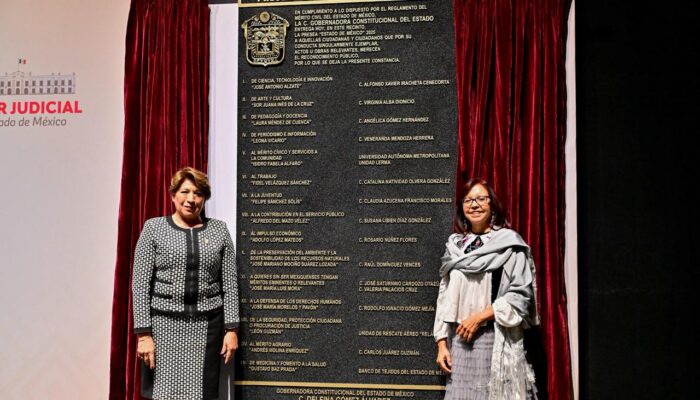 EN CUMPLIMIENTO A LO DISPUESTO POR EL REGLAMENTO DEL
MÉRITO CIVIL DEL ESTADO DE MÉXICO,
LA C. GOBERNADORA CONSTITUCIONAL DEL ESTADO
ENTREGA HOY, EN ESTE RECINTO,
LA PRESEA "ESTADO DE MÉXICO" 2025
A AQUELLAS CIUDADANAS Y CIUDADANOS QUE POR SU
CONDUCTA SINGULARMENTE EJEMPLAR,
ACTOS U OBRAS RELEVANTES, MERECEN
EL RECONOCIMIENTO PÚBLICO,
POR LO QUE SE DEJA LA PRESENTE CONSTANCIA.
ER JUDICIAL
ado de México
I. DE CIENCIA, TECNOLOGÍA E INNOVACIÓN
"JOSÉ ANTONIO ALZATE" C. ALFONSO XAVIER IRACHETA CENECORTA
II. DE ARTE Y CULTURA
"SOR JUANA INÉS DE LA CRUZ" C. VIRGINIA ALBA DIONICIO
III. DE PEDAGOGÍA Y DOCENCIA
"LAURA MÉNDEZ DE CUENCA" C. ANGÉLICA GÓMEZ HERNÁNDEZ
IV. DE PERIODISMO E INFORMACIÓN
"LEONA VICARIO" C. VENERANDA MENDOZA HERRERA
V. AL MÉRITO CÍVICO Y SERVICIOS A
LA COMUNIDAD UNIVERSIDAD AUTÓNOMA METROPOLITANA
"ISIDRO FABELA ALFARO" UNIDAD LERMA
VI. AL TRABAJO
"FIDEL VELÁZQUEZ SÁNCHEZ" C. CATALINA NATIVIDAD OLVERA GONZÁLEZ
VII. A LA JUVENTUD
"FELIPE SÁNCHEZ SOLÍS" C. CLAUDIA AZUCENA FRANCISCO MORALES
VIII. A LA CONTRIBUCIÓN EN EL SERVICIO PÚBLICO
"ALFREDO DEL MAZO VÉLEZ" C. SUSANA LIBIEN DÍAZ GONZÁLEZ
IX. AL IMPULSO ECONÓMICO
"ADOLFO LÓPEZ MATEOS" C. ROSARIO NÚÑEZ FLORES
X. DE LA PRESERVACIÓN DEL AMBIENTE Y LA
SOSTENIBILIDAD DE LOS RECURSOS NATURALES
"JOSÉ MARIANO MOCIÑO SUÁREZ LOZADA" C. RAÚL DOMÍNGUEZ VENCES
XI. A QUIENES SIN SER MEXIQUENSES TENGAN
MÉRITOS EMINENTES O RELEVANTES C. JOSÉ SATURNINO CARDOZO OTAZÚ
"JOSÉ MARÍA LUIS MORA" C. VALERIA PALACIOS CRUZ
XII. A LA DEFENSA DE LOS DERECHOS HUMANOS
"JOSÉ MARÍA MORELOS Y PAVÓN" C. RODOLFO IGNACIO GÓMEZ MEJÍA
XIII. DE LA SEGURIDAD, PROTECCIÓN CIUDADANA
O PROCURACIÓN DE JUSTICIA
"LEÓN GUZMÁN" UNIDAD DE RESCATE AÉREO
XIV. AL MÉRITO AGRARIO
"ANDRÉS MOLINA ENRÍQUEZ" C. CARLOS JUÁREZ GUZMÁN
XV. DE MEDICINA Y FOMENTO A LA SALUD
"GUSTAVO BAZ PRADA" BANCO DE TEJIDOS DEL ESTADO DE MÉ
GOBERNADORA CONSTITUCIONAL DEL ESTADO DE MÉXICO
C. DELFINA GÓMEZ ÁLVAREZ